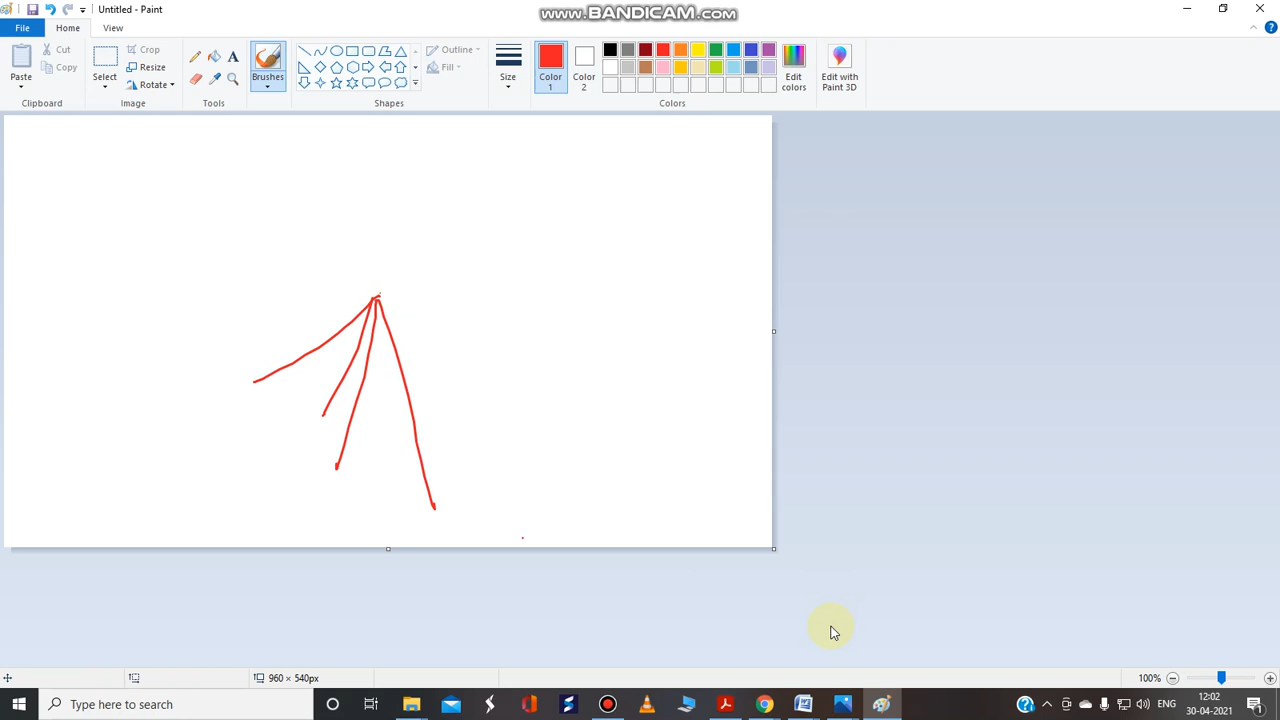 Untitled - Paint
www.BANDICAM.com
File Home View
Paste
Cut
Copy
Clipboard
Select
Crop
Resize
Rotate
Image
A
Tools
Brushes
Shapes
Outline
Fill
Size
Color 1
Color 2
Colors
Edit colors
Edit with Paint 3D
960 × 540px
100%
Type here to search
ENG
12:02
30-04-2021